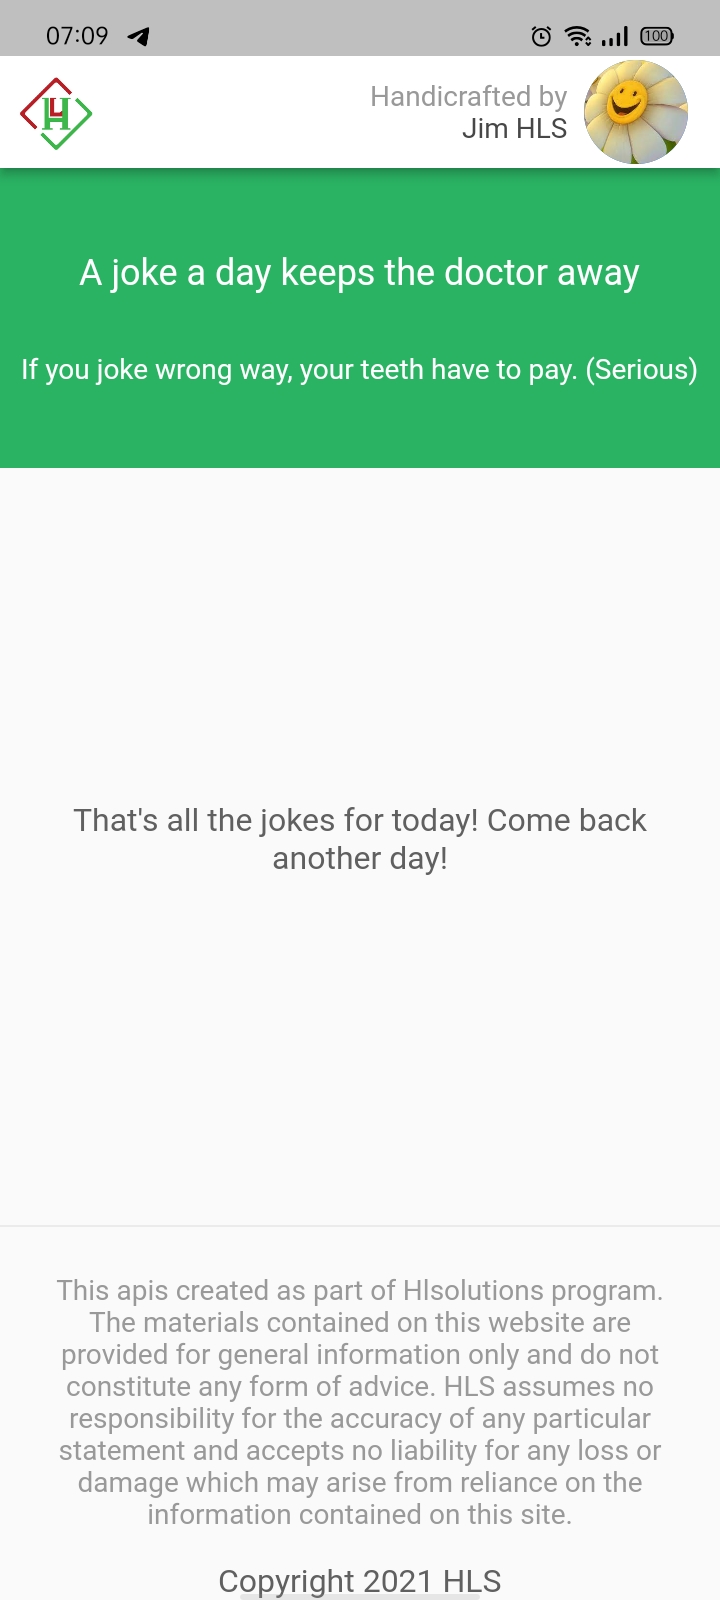 07:09
100
Handicrafted by
Jim HLS
A joke a day keeps the doctor away
If you joke wrong way, your teeth have to pay. (Serious)
That's all the jokes for today! Come back
another day!
This apis created as part of Hlsolutions program.
The materials contained on this website are
provided for general information only and do not
constitute any form of advice. HLS assumes no
responsibility for the accuracy of any particular
statement and accepts no liability for any loss or
damage which may arise from reliance on the
information contained on this site.
Copyright 2021 HLS